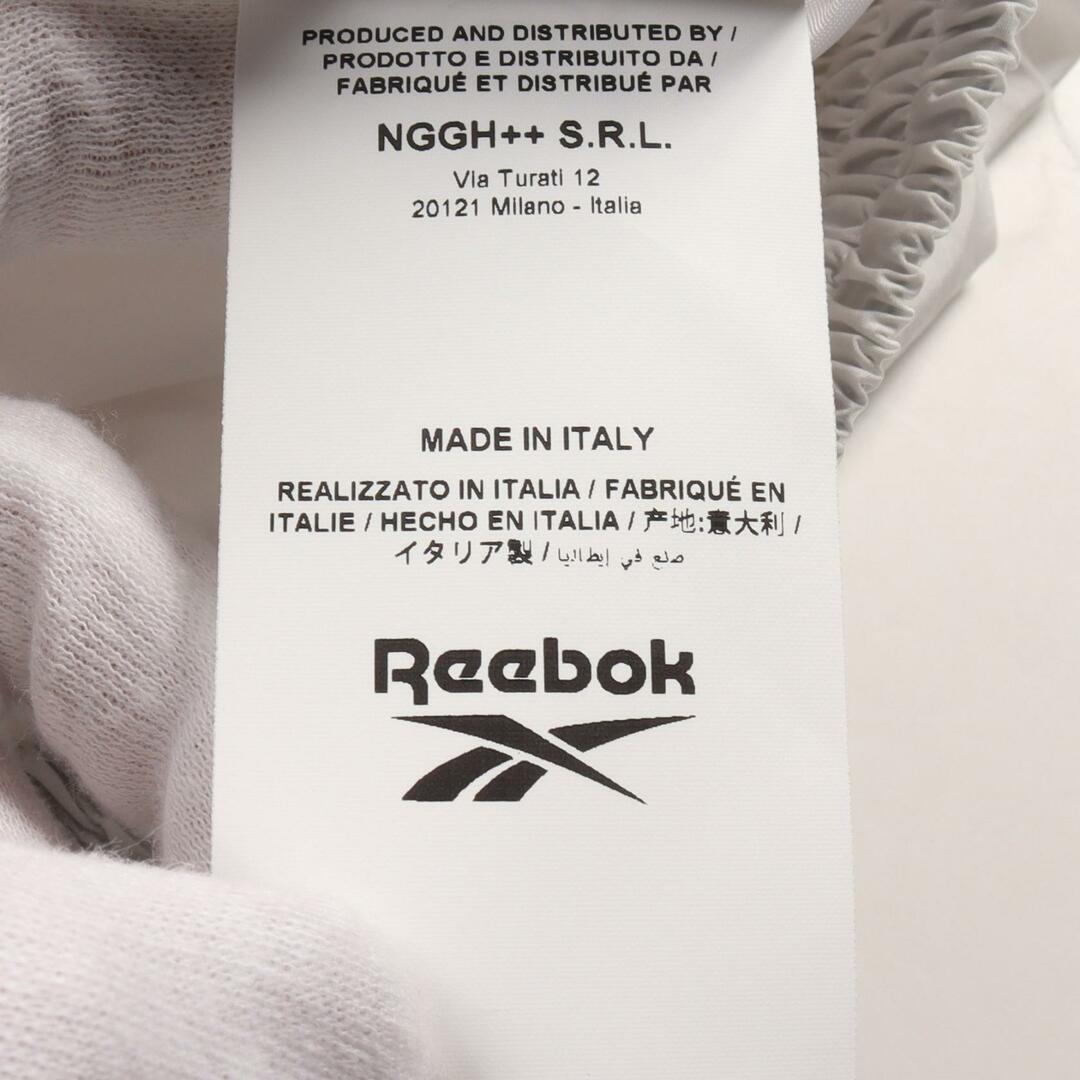 PRODUCED AND DISTRIBUTED BY /
PRODOTTO E DISTRIBUITO DA /
FABRIQUÉ ET DISTRIBUÉ PAR
NGGH++ S.R.L.
Via Turati 12
20121 Milano - Italia
MADE IN ITALY
REALIZZATO IN ITALIA / FABRIQUÉ EN
ITALIE / HECHO EN ITALIA / 产地:意大利 /
イタリア製 / صنع في إيطاليا
Reebok